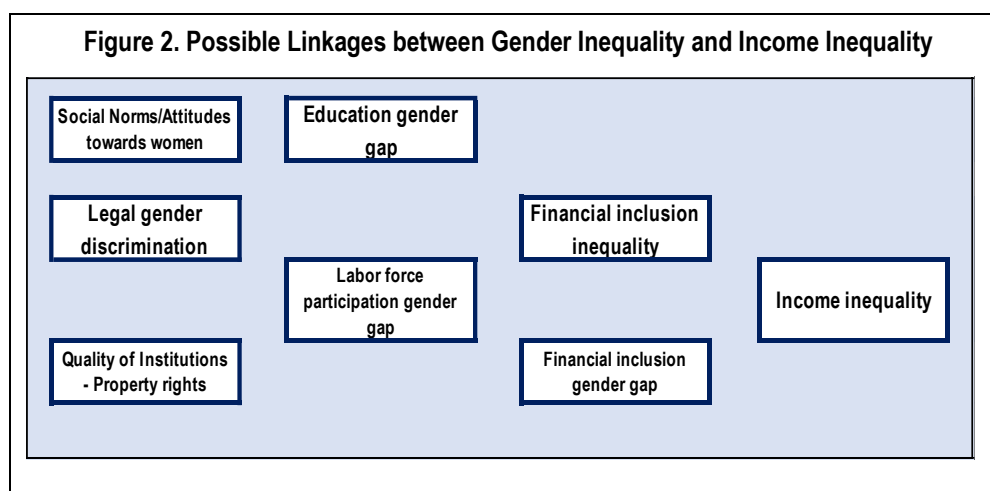 Figure 2. Possible Linkages between Gender Inequality and Income Inequality
Social Norms/Attitudes
towards women
Education gender
gap
Legal gender
discrimination
Financial inclusion
inequality
Labor force
participation gender
gap
Income inequality
Quality of Institutions
- Property rights
Financial inclusion
gender gap